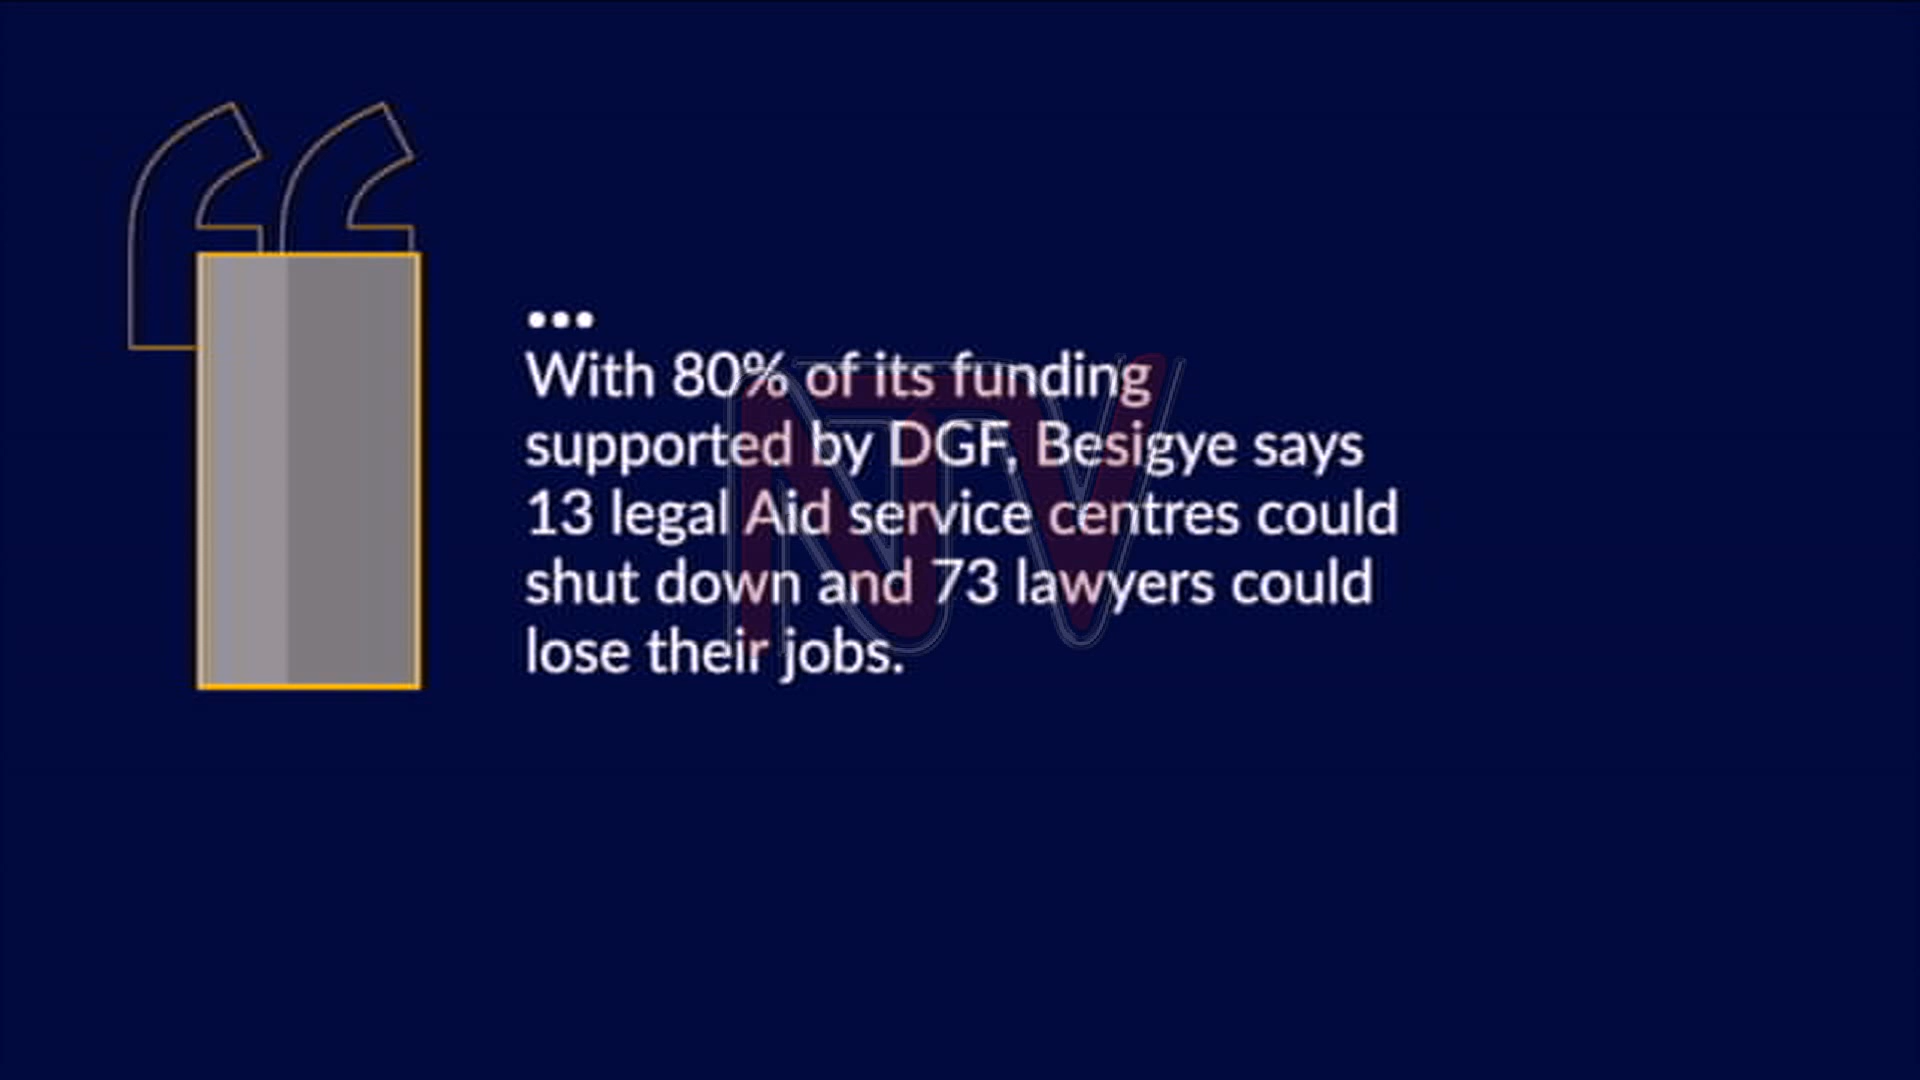 ...
With 80% of its funding
supported by DGF, Besigye says
13 legal Aid service centres could
shut down and 73 lawyers could
lose their jobs.
NTV